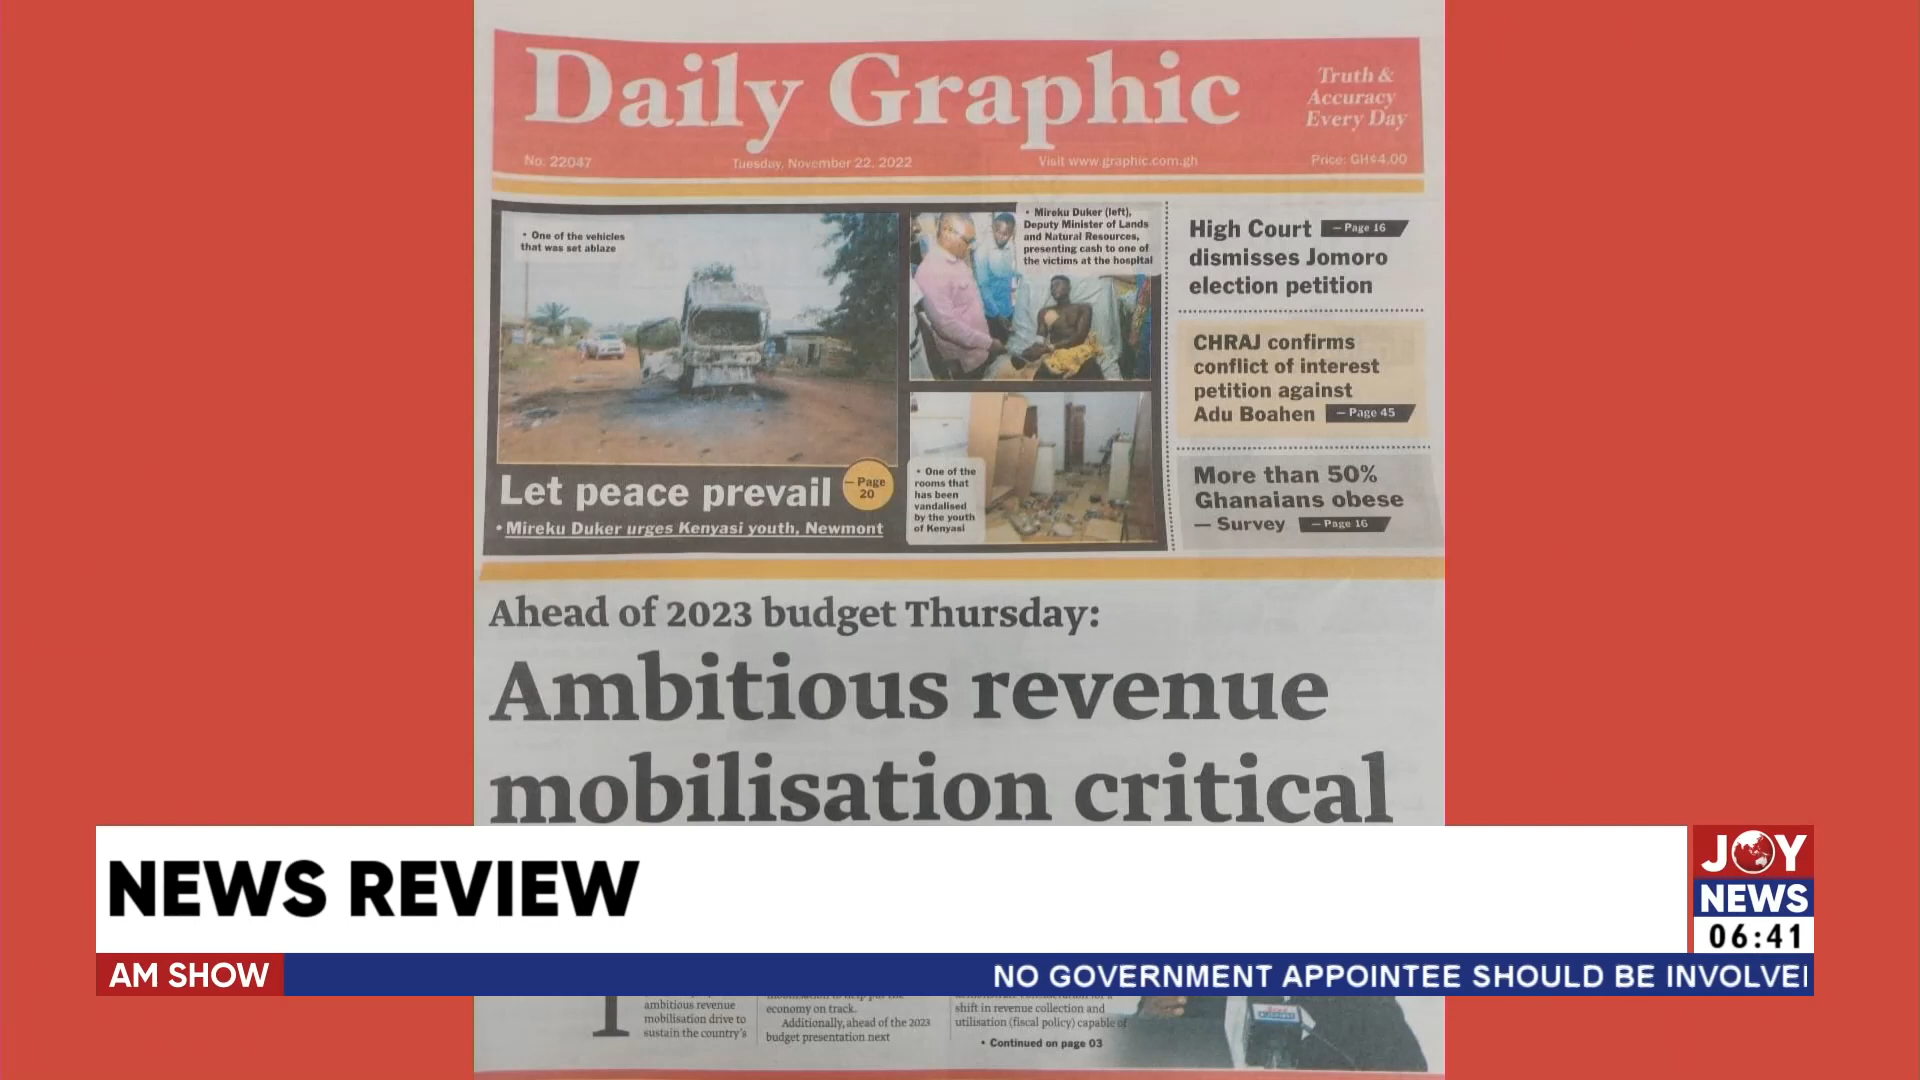 Daily Graphic
Truth &
Accuracy
Every Day
No. 22047
Tuesday, November 22, 2022
Visit www.graphic.com.gh
Price: GH¢4.00
• One of the vehicles
that was set ablaze
• Mireku Duker (left),
Deputy Minister of Lands
and Natural Resources,
presenting cash to one of
the victims at the hospital
Let peace prevail
– Page
20
• Mireku Duker urges Kenyasi youth, Newmont
• One of the
rooms that
has been
vandalised
by the youth
of Kenyasi
High Court – Page 16
dismisses Jomoro
election petition
CHRAJ confirms
conflict of interest
petition against
Adu Boahen – Page 45
More than 50%
Ghanaians obese
— Survey – Page 16
Ahead of 2023 budget Thursday:
Ambitious revenue
mobilisation critical
NEWS REVIEW
JOY
NEWS
06:41
AM SHOW
NO GOVERNMENT APPOINTEE SHOULD BE INVOLVE
ambitious revenue
mobilisation drive to
sustain the country's
economy on track.
Additionally, ahead of the 2023
budget presentation next
shift in revenue collection and
utilisation (fiscal policy) capable of
• Continued on page 03